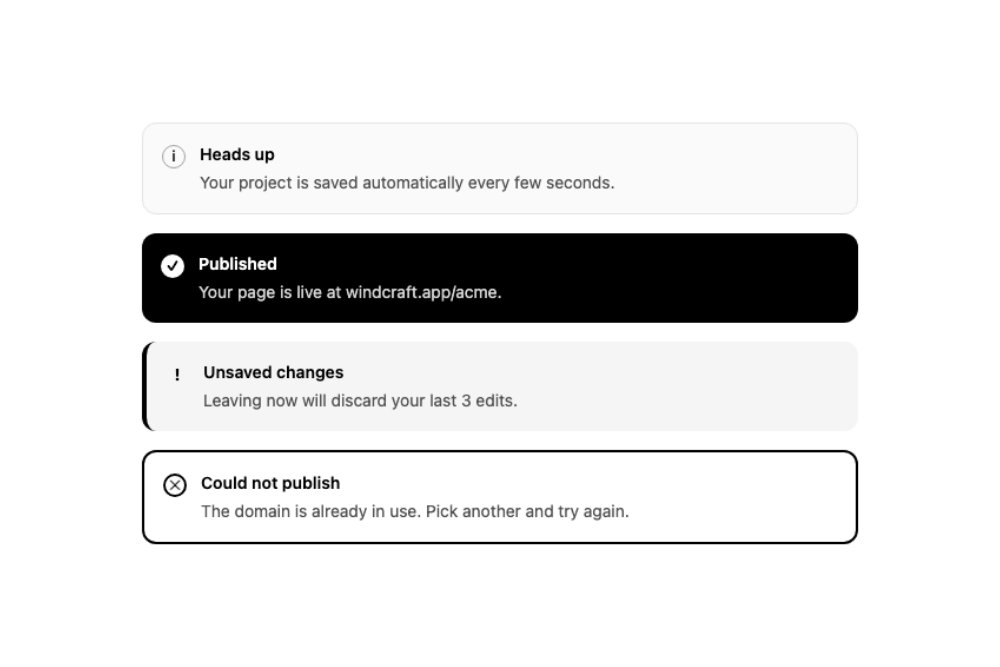 i
Heads up
Your project is saved automatically every few seconds.
Published
Your page is live at windcraft.app/acme.
!
Unsaved changes
Leaving now will discard your last 3 edits.
Could not publish
The domain is already in use. Pick another and try again.